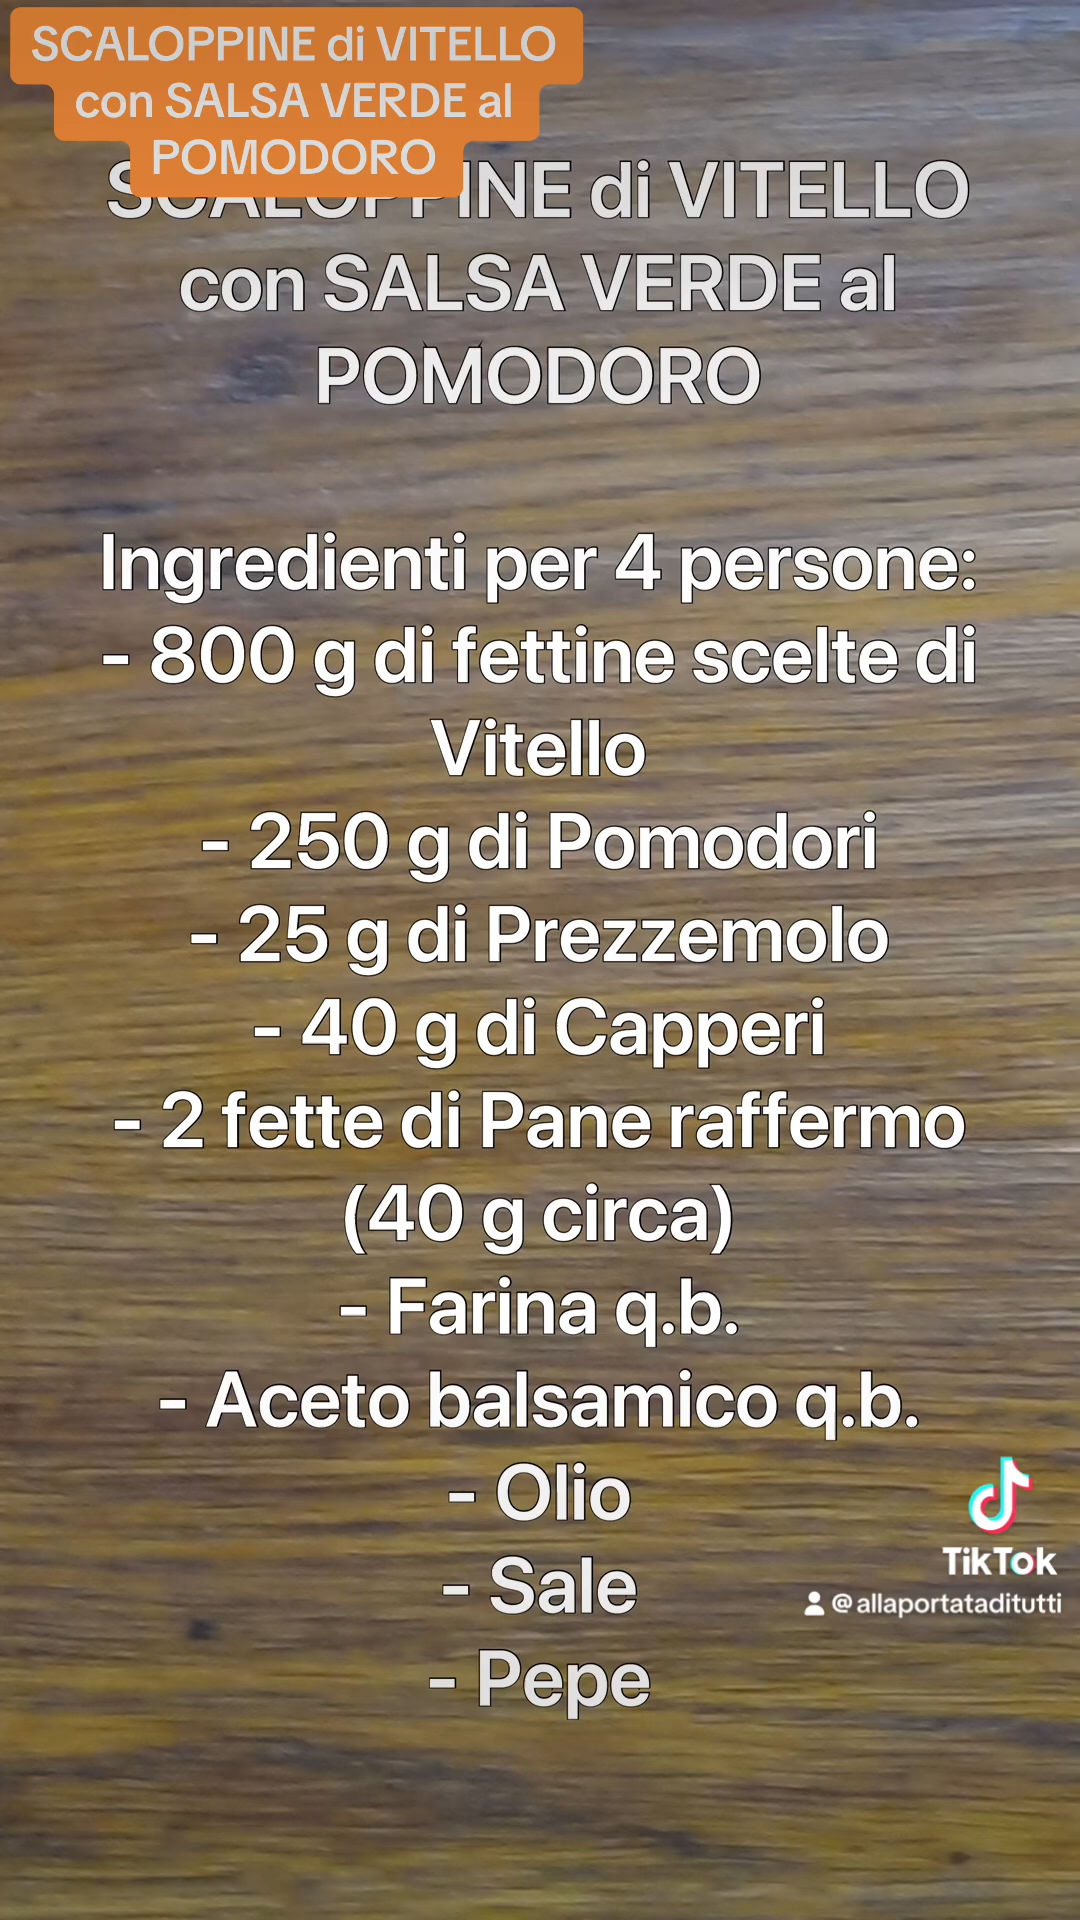 SCALOPPINE di VITELLO
con SALSA VERDE al
POMODORO
SCALOPPINE di VITELLO
con SALSA VERDE al
POMODORO
Ingredienti per 4 persone:
- 800 g di fettine scelte di
Vitello
- 250 g di Pomodori
- 25 g di Prezzemolo
- 40 g di Capperi
- 2 fette di Pane raffermo
(40 g circa)
- Farina q.b.
- Aceto balsamico q.b.
- Olio
- Sale
- Pepe
TikTok
@allaportataditutti